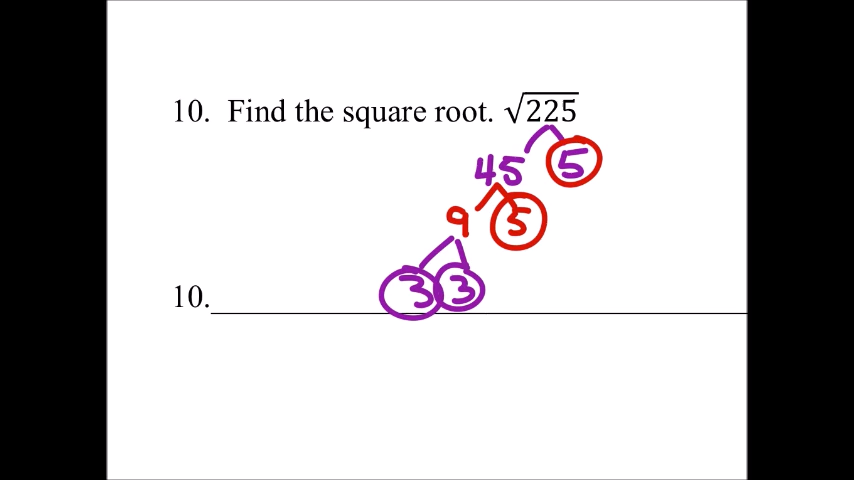 10. Find the square root. √225
45 5
9 5
3 3
10.